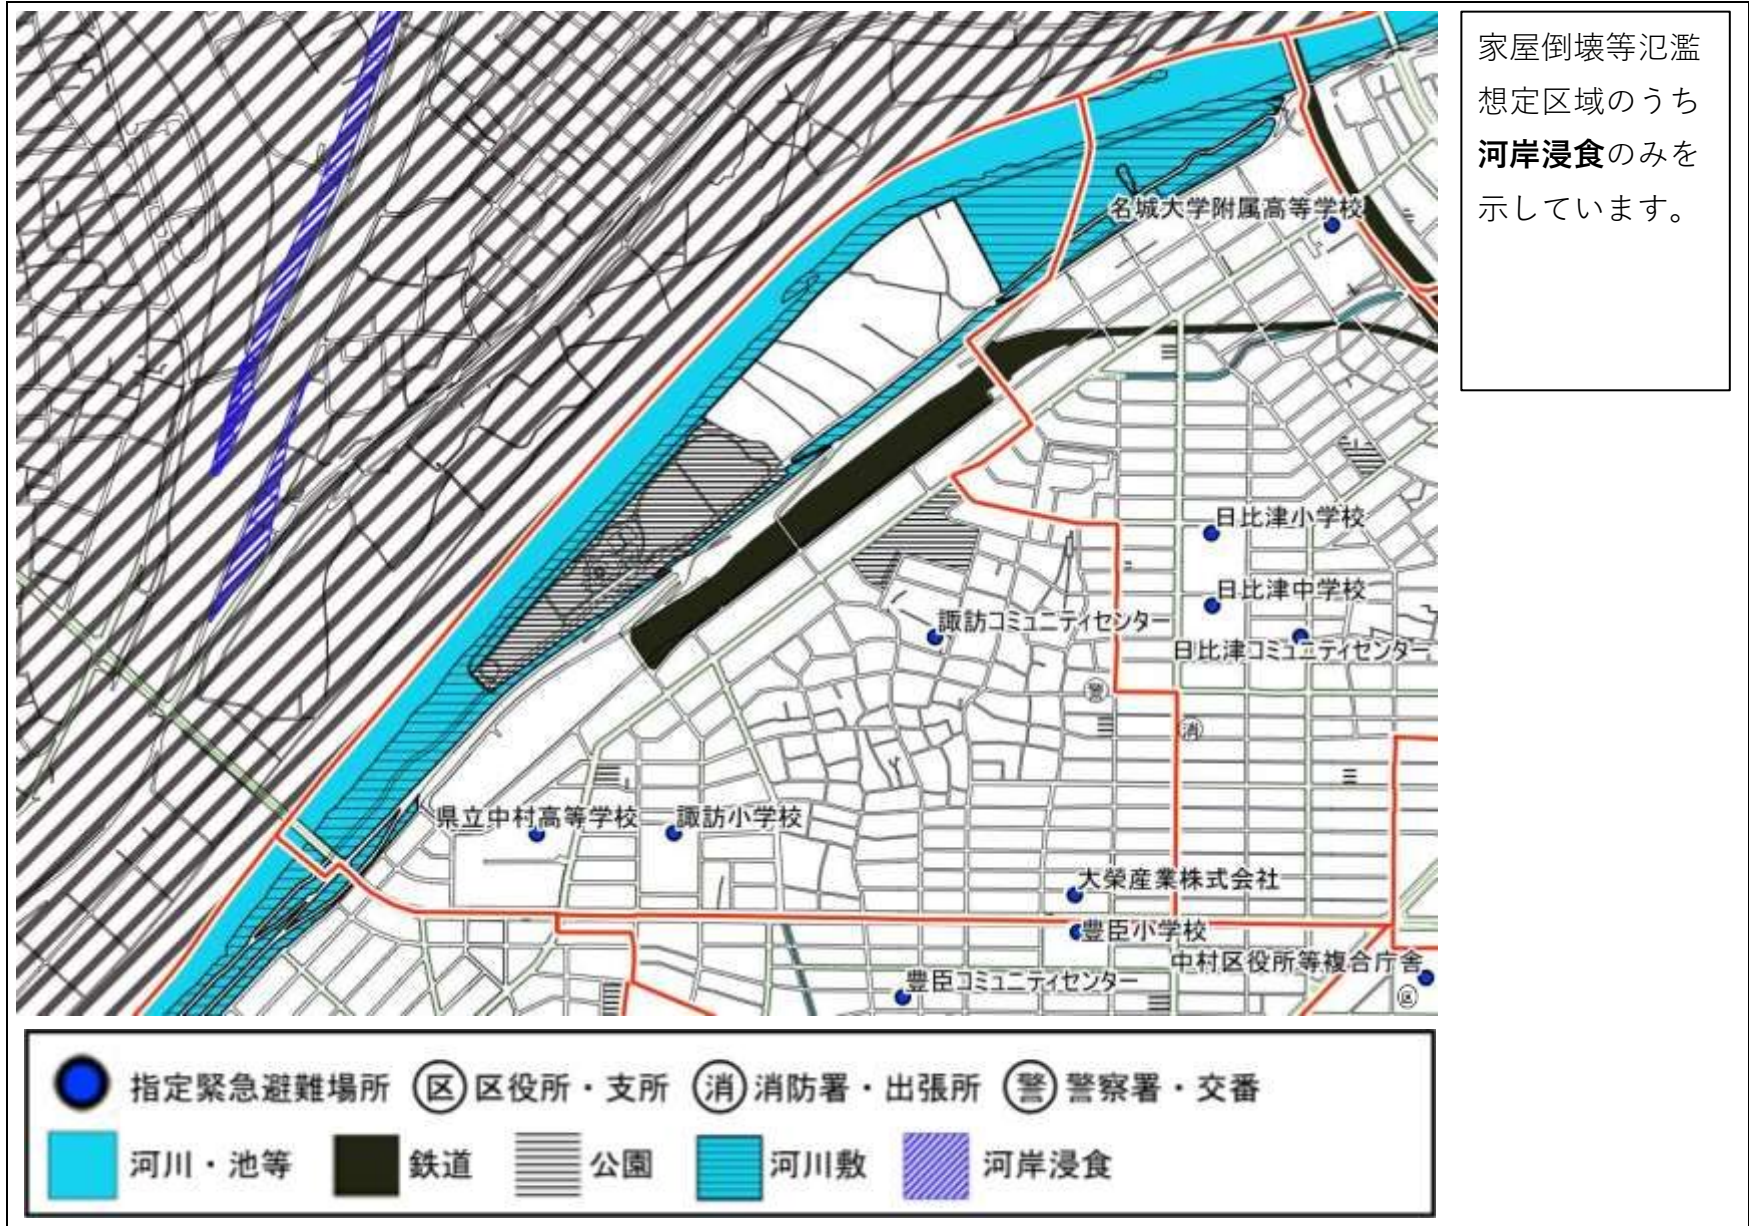 家屋倒壊等氾濫
想定区域のうち
河岸浸食のみを
示しています。
名城大学附属高等学校
日比津小学校
日比津中学校
諏訪コミュニティセンター
日比津コミュニティセンター
警
消
県立中村高等学校
諏訪小学校
大榮産業株式会社
豊臣小学校
中村区役所等複合庁舎
豊臣コミュニティセンター
区
指定緊急避難場所 区 区役所・支所 消 消防署・出張所 警 警察署・交番
河川・池等 鉄道 公園 河川敷 河岸浸食